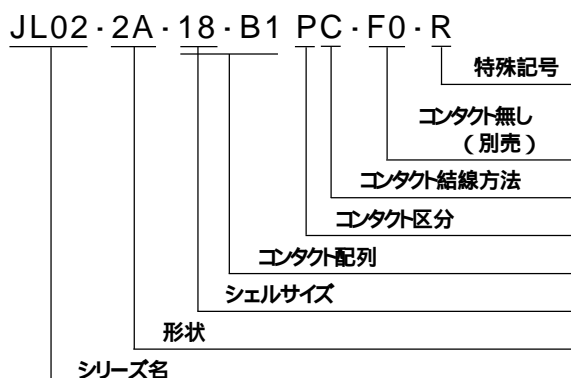 JL02-2A-18-B1 PC-F0-R
特殊記号
コンタクト無し
(別売)
コンタクト結線方法
コンタクト区分
コンタクト配列
シェルサイズ
形状
シリーズ名